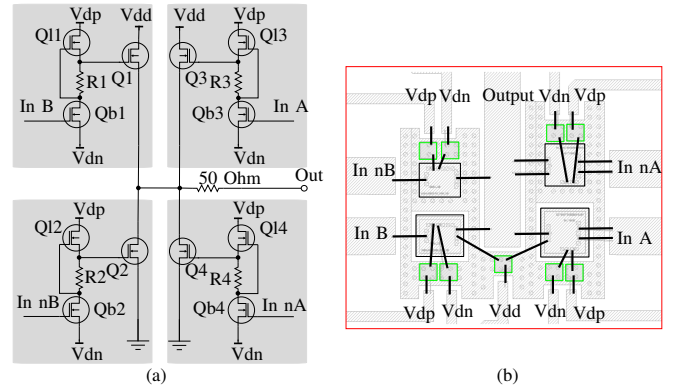 Vdp Vdd Vdd Vdp
Ql1 Ql3
Q1 Q3
R1 R3
In B Qb1 Qb3 In A
Vdn Vdn
50 Ohm Out
Vdp Vdp
Ql2 Ql4
Q2 Q4
R2 R4
In nB Qb2 Qb4 In nA
Vdn Vdn
(a)
Vdp Vdn Output Vdn Vdp
In nB In nA
In B In A
Vdp Vdn Vdd Vdn Vdp
(b)